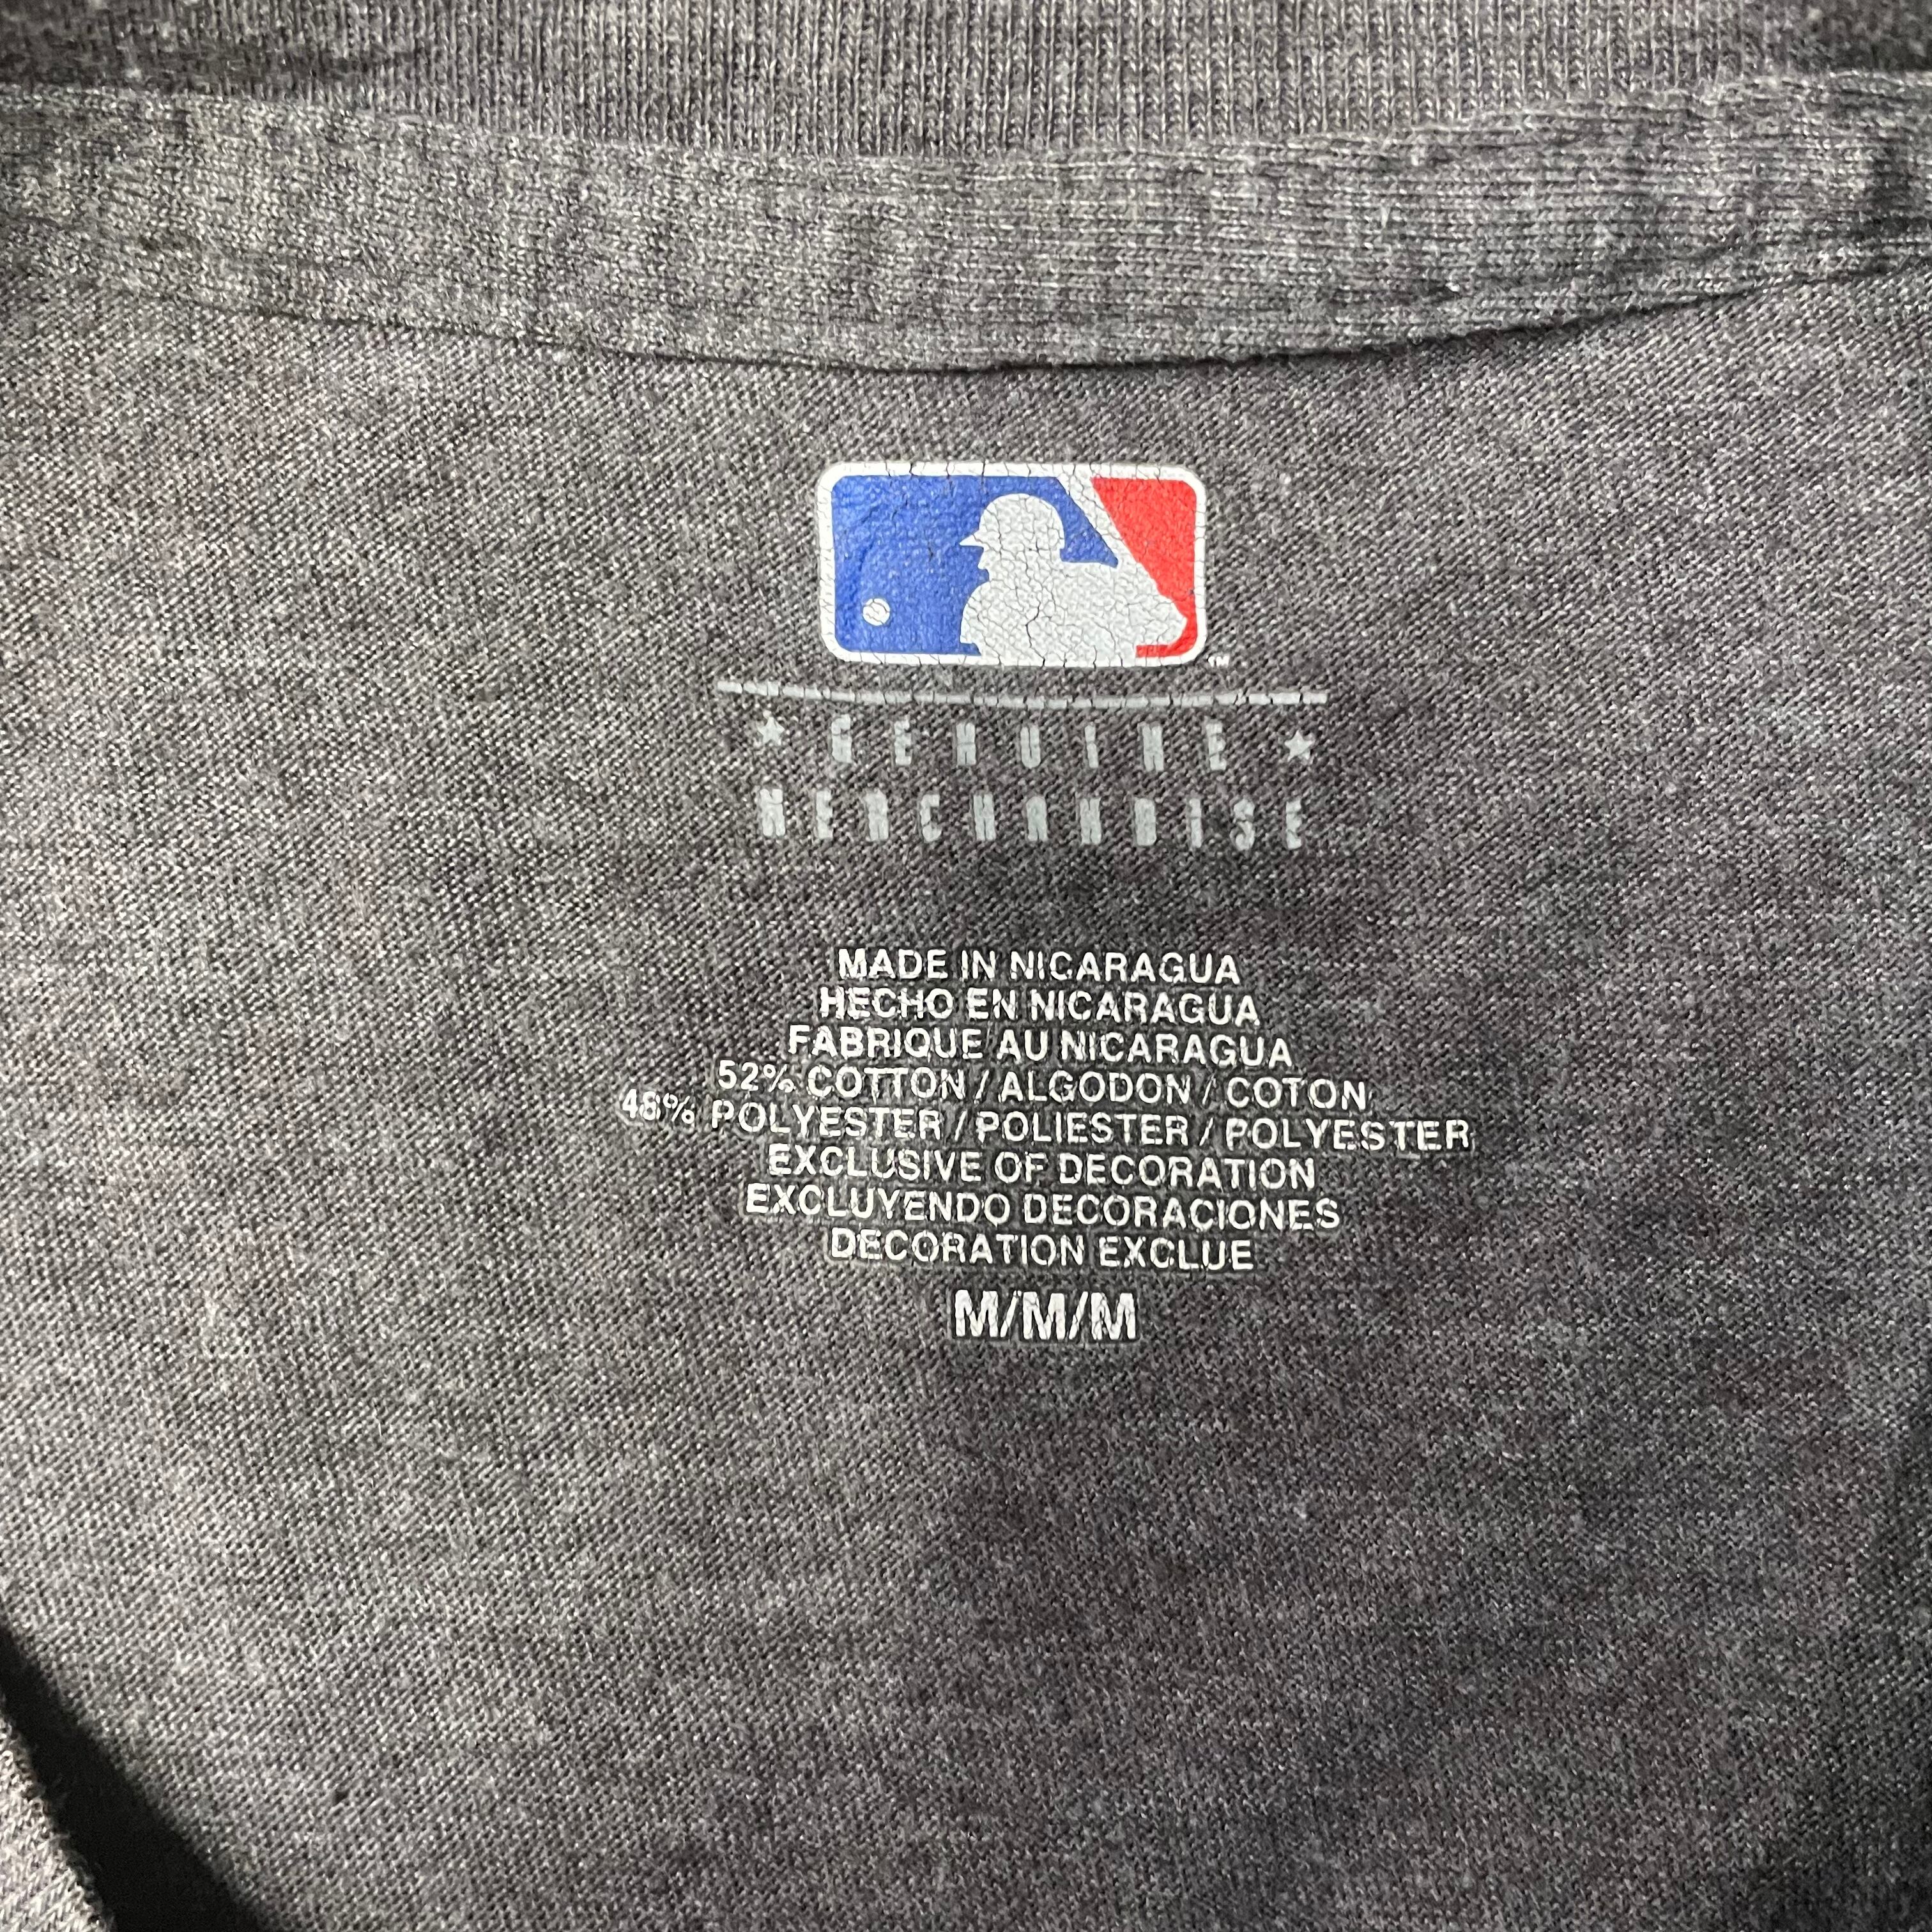 TM
GENUINE
MERCHANDISE
MADE IN NICARAGUA
HECHO EN NICARAGUA
FABRIQUE AU NICARAGUA
52% COTTON / ALGODON / COTON
48% POLYESTER / POLIESTER / POLYESTER
EXCLUSIVE OF DECORATION
EXCLUYENDO DECORACIONES
DECORATION EXCLUE
M/M/M